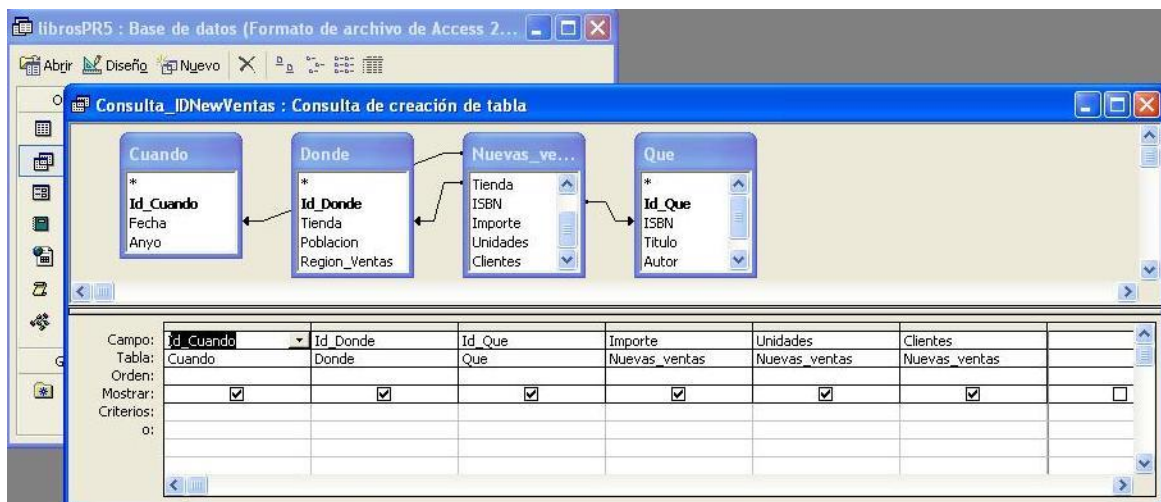 librosPR5 : Base de datos (Formato de archivo de Access 2...
Abrir Diseño Nuevo
O
Consulta_IDNewVentas : Consulta de creación de tabla
Cuando
*
Id_Cuando
Fecha
Anyo
Donde
*
Id_Donde
Tienda
Poblacion
Region_Ventas
Nuevas_ve...
Tienda
ISBN
Importe
Unidades
Clientes
Que
*
Id_Que
ISBN
Titulo
Autor
G
Campo: Id_Cuando Id_Donde Id_Que Importe Unidades Clientes
Tabla: Cuando Donde Que Nuevas_ventas Nuevas_ventas Nuevas_ventas
Orden:
Mostrar:
Criterios:
o: